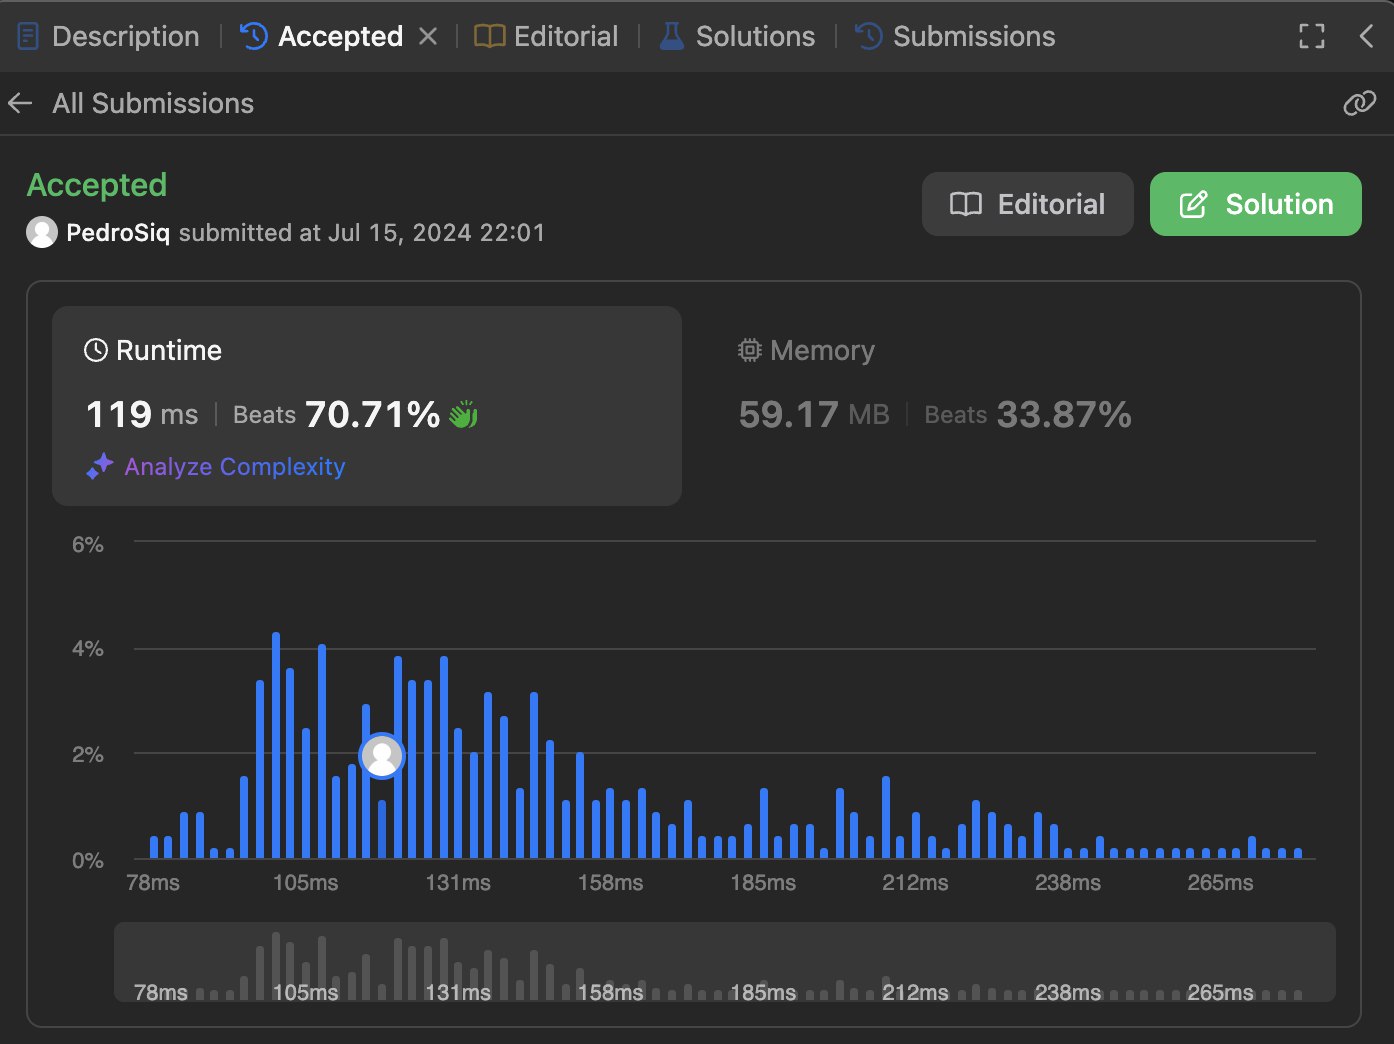 Description
Accepted
Editorial
Solutions
Submissions
All Submissions
Accepted
PedroSiq submitted at Jul 15, 2024 22:01
Editorial
Solution
Runtime
119 ms | Beats 70.71%
Analyze Complexity
Memory
59.17 MB | Beats 33.87%
6%
4%
2%
0%
78ms 105ms 131ms 158ms 185ms 212ms 238ms 265ms
78ms 105ms 131ms 158ms 185ms 212ms 238ms 265ms